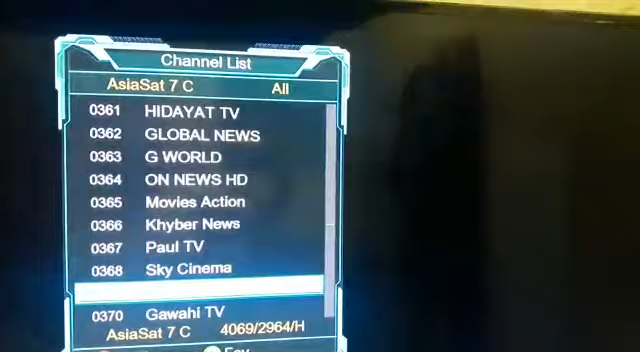 Channel List
AsiaSat 7 C All
0361 HIDAYAT TV
0362 GLOBAL NEWS
0363 G WORLD
0364 ON NEWS HD
0365 Movies Action
0366 Khyber News
0367 Paul TV
0368 Sky Cinema
0370 Gawahi TV
AsiaSat 7 C 4069/2964/H
Fav